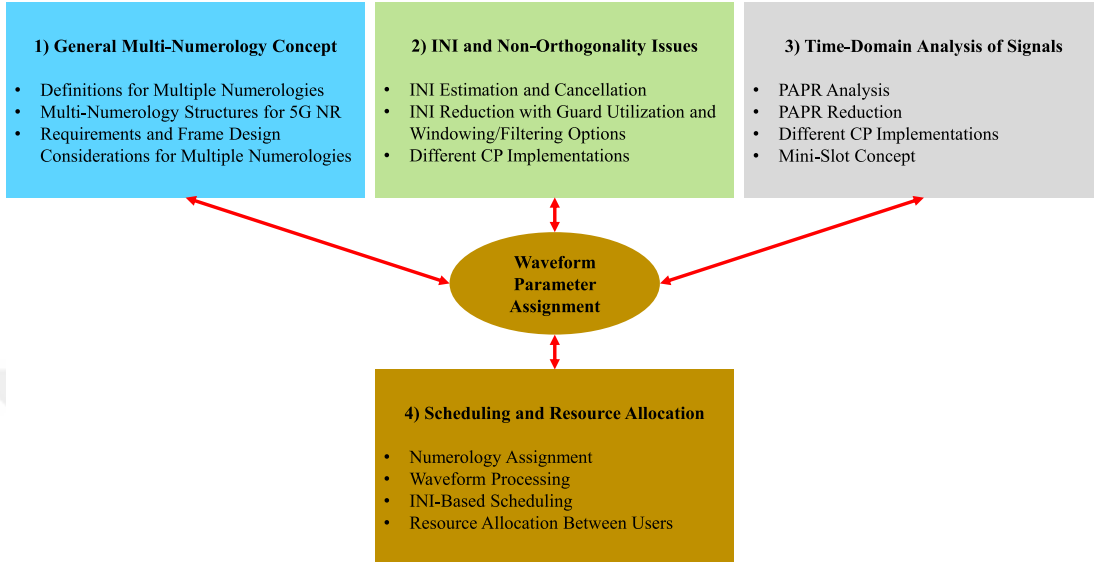 1) General Multi-Numerology Concept
• Definitions for Multiple Numerologies
• Multi-Numerology Structures for 5G NR
• Requirements and Frame Design
Considerations for Multiple Numerologies
2) INI and Non-Orthogonality Issues
• INI Estimation and Cancellation
• INI Reduction with Guard Utilization and
Windowing/Filtering Options
• Different CP Implementations
3) Time-Domain Analysis of Signals
• PAPR Analysis
• PAPR Reduction
• Different CP Implementations
• Mini-Slot Concept
Waveform
Parameter
Assignment
4) Scheduling and Resource Allocation
• Numerology Assignment
• Waveform Processing
• INI-Based Scheduling
• Resource Allocation Between Users